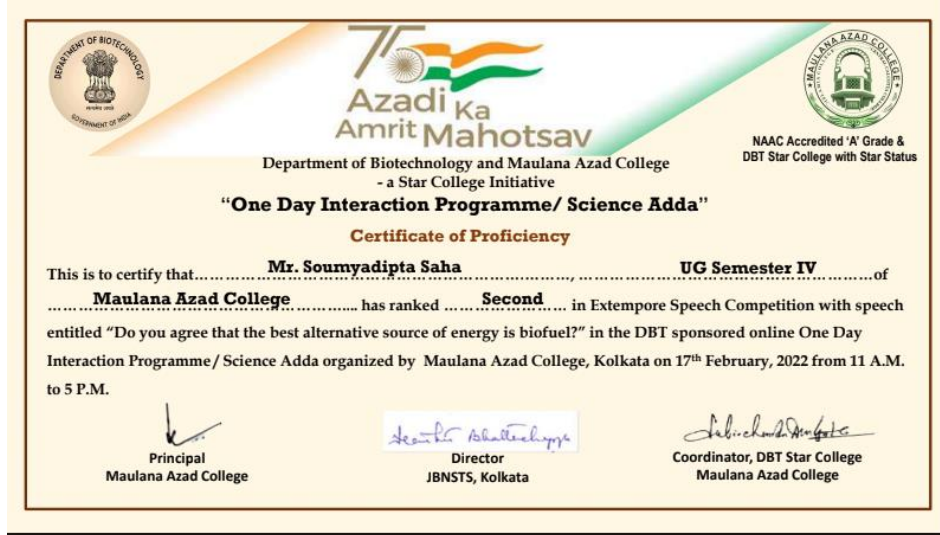 DEPARTMENT OF BIOTECHNOLOGY
GOVERNMENT OF INDIA
75
Azadi Ka
Amrit Mahotsav
MAULANA AZAD COLLEGE
NAAC Accredited 'A' Grade &
DBT Star College with Star Status
Department of Biotechnology and Maulana Azad College
- a Star College Initiative
“One Day Interaction Programme/ Science Adda”
Certificate of Proficiency
This is to certify that……Mr. Soumyadipta Saha……, ……UG Semester IV……of
……Maulana Azad College…… has ranked ……Second…… in Extempore Speech Competition with speech
entitled “Do you agree that the best alternative source of energy is biofuel?” in the DBT sponsored online One Day
Interaction Programme/ Science Adda organized by Maulana Azad College, Kolkata on 17th February, 2022 from 11 A.M.
to 5 P.M.
Principal
Maulana Azad College
Director
JBNSTS, Kolkata
Coordinator, DBT Star College
Maulana Azad College